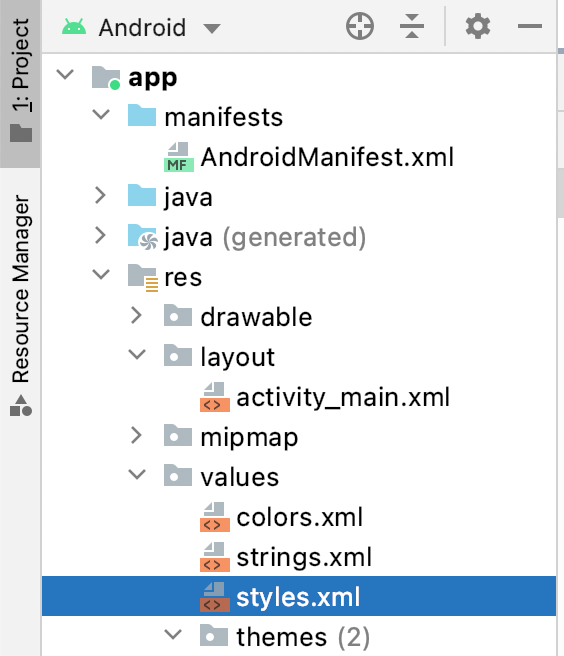 1: Project
Resource Manager
Android
app
manifests
MF
AndroidManifest.xml
java
java (generated)
res
drawable
layout
<> activity_main.xml
mipmap
values
<> colors.xml
<> strings.xml
<> styles.xml
themes (2)